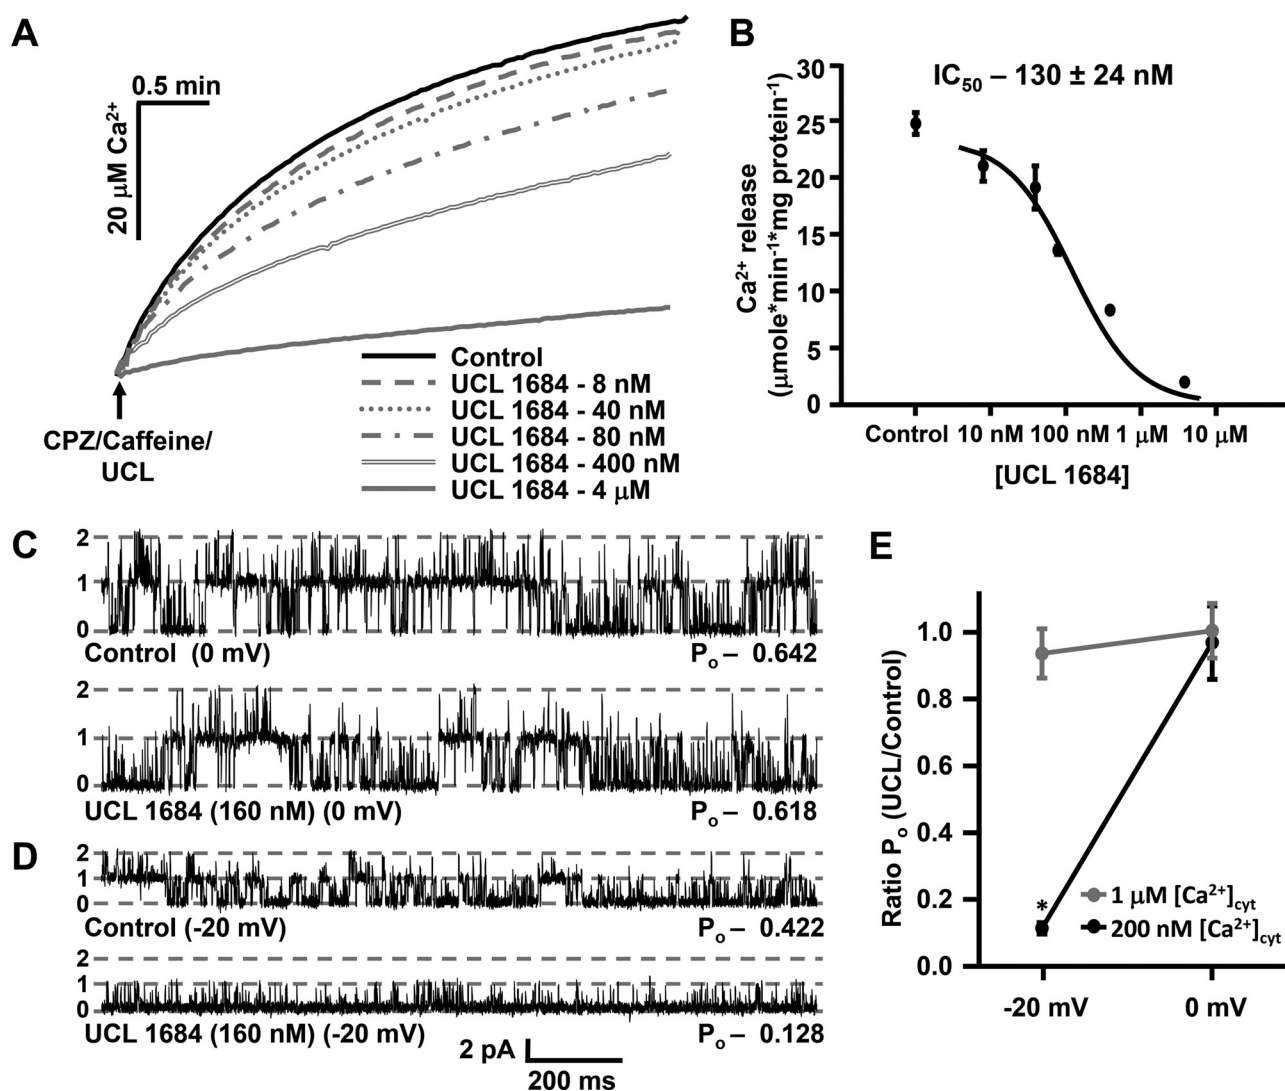 A
0.5 min
20 μM Ca²⁺
CPZ/Caffeine/
UCL
Control
UCL 1684 - 8 nM
UCL 1684 - 40 nM
UCL 1684 - 80 nM
UCL 1684 - 400 nM
UCL 1684 - 4 μM
B
IC₅₀ – 130 ± 24 nM
Ca²⁺ release
(μmole*min⁻¹*mg protein⁻¹)
30
25
20
15
10
5
0
Control 10 nM 100 nM 1 μM 10 μM
[UCL 1684]
C
2
1
0
Control (0 mV)
Pₒ – 0.642
2
1
0
UCL 1684 (160 nM) (0 mV)
Pₒ – 0.618
D
2
1
0
Control (-20 mV)
Pₒ – 0.422
2
1
0
UCL 1684 (160 nM) (-20 mV)
Pₒ – 0.128
2 pA
200 ms
E
Ratio Pₒ (UCL/Control)
1.0
0.8
0.6
0.4
0.2
0.0
*
1 μM [Ca²⁺]cyt
200 nM [Ca²⁺]cyt
-20 mV
0 mV